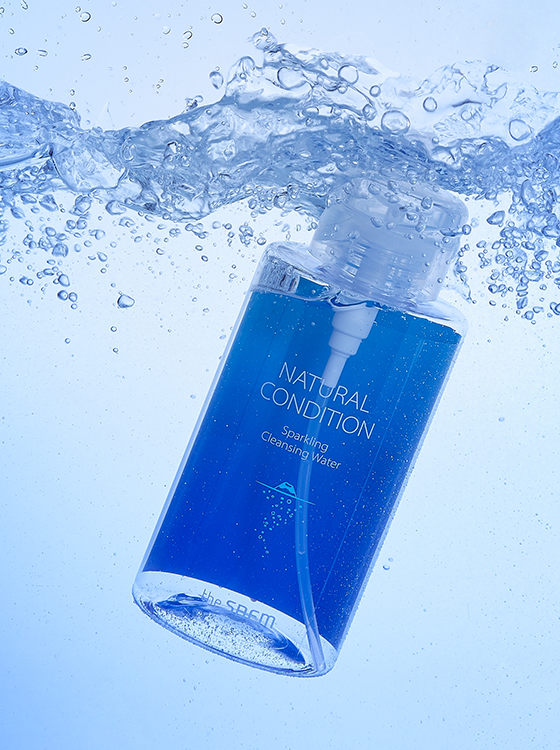 NATURAL
CONDITION
Sparkling
Cleansing Water
the SAEM